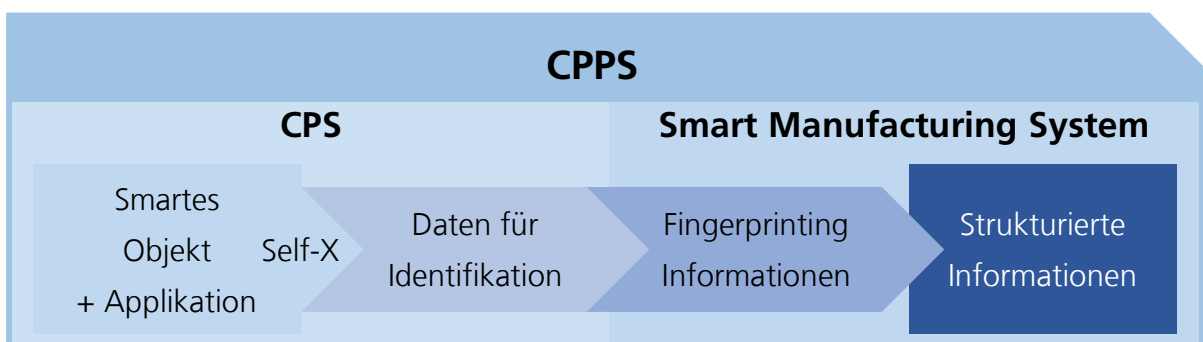 CPPS
CPS
Smart Manufacturing System
Smartes
Objekt
+ Applikation
Self-X
Daten für
Identifikation
Fingerprinting
Informationen
Strukturierte
Informationen